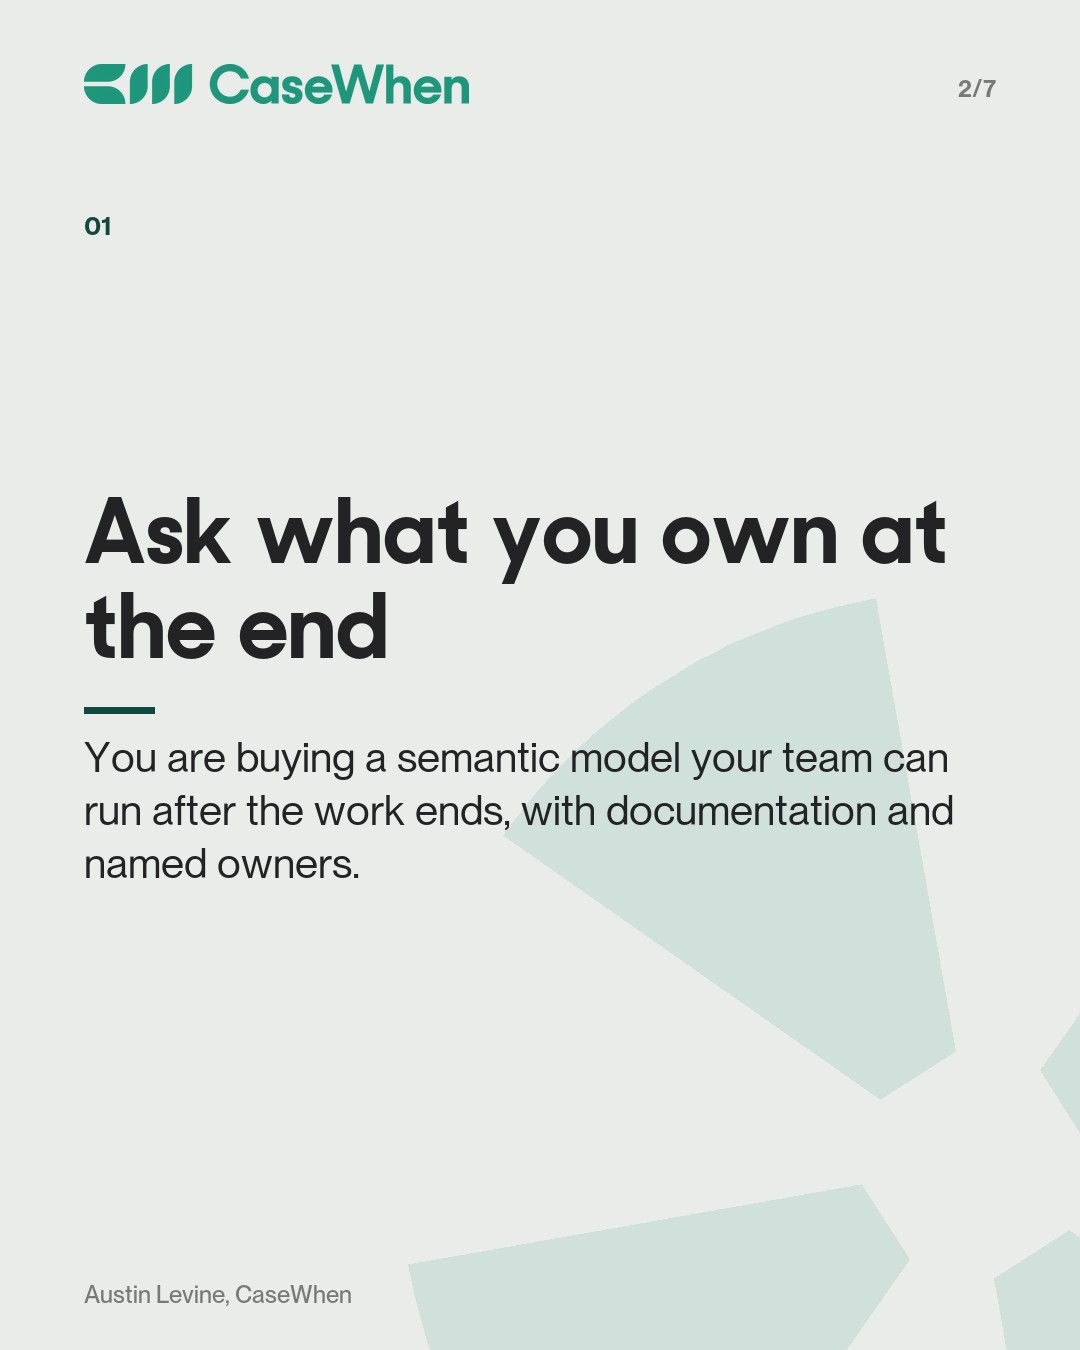 CaseWhen
2/7
01
Ask what you own at
the end
You are buying a semantic model your team can
run after the work ends, with documentation and
named owners.
Austin Levine, CaseWhen